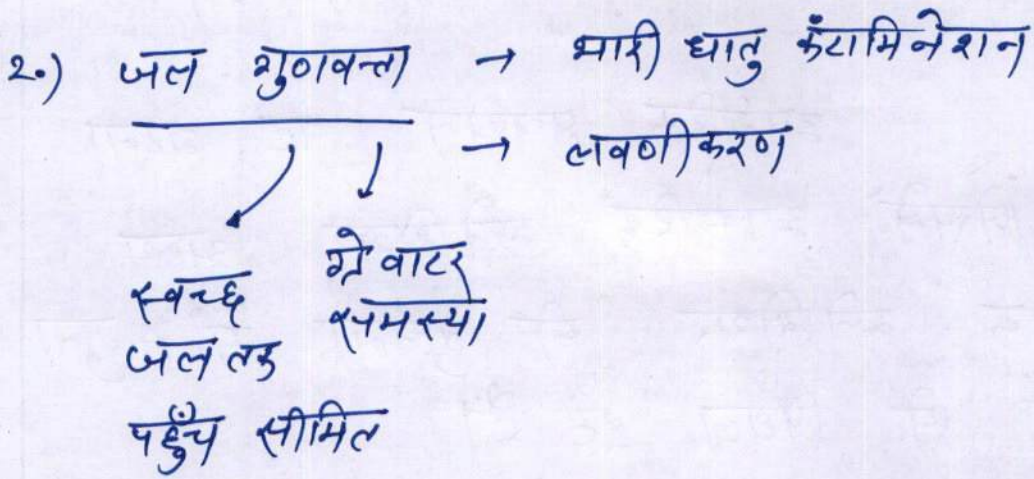 2.) जल गुणवत्ता → भारी धातु कंटामिनेशन
→ लवणीकरण
स्वच्छ जल तक पहुँच सीमित
ग्रे वाटर समस्या